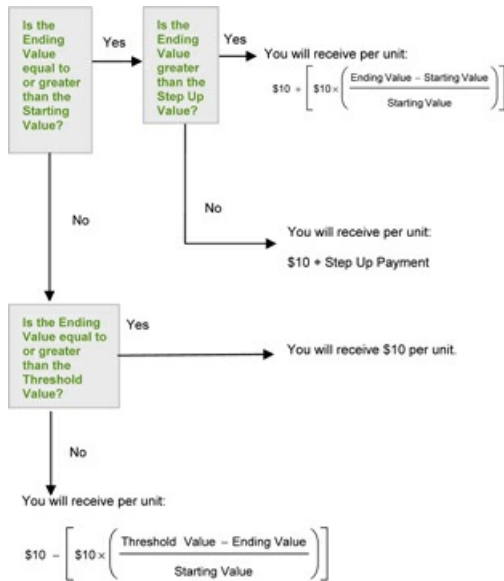 Is the
Ending
Value
equal to
or greater
than the
Starting
Value?
Yes
Is the
Ending
Value
greater
than the
Step Up
Value?
Yes
You will receive per unit:
$10 + [ $10 × ( Ending Value − Starting Value
Starting Value ) ]
No
No
You will receive per unit:
$10 + Step Up Payment
Is the Ending
Value equal to
or greater
than the
Threshold
Value?
Yes
You will receive $10 per unit.
No
You will receive per unit:
$10 − [ $10 × ( Threshold Value − Ending Value
Starting Value ) ]